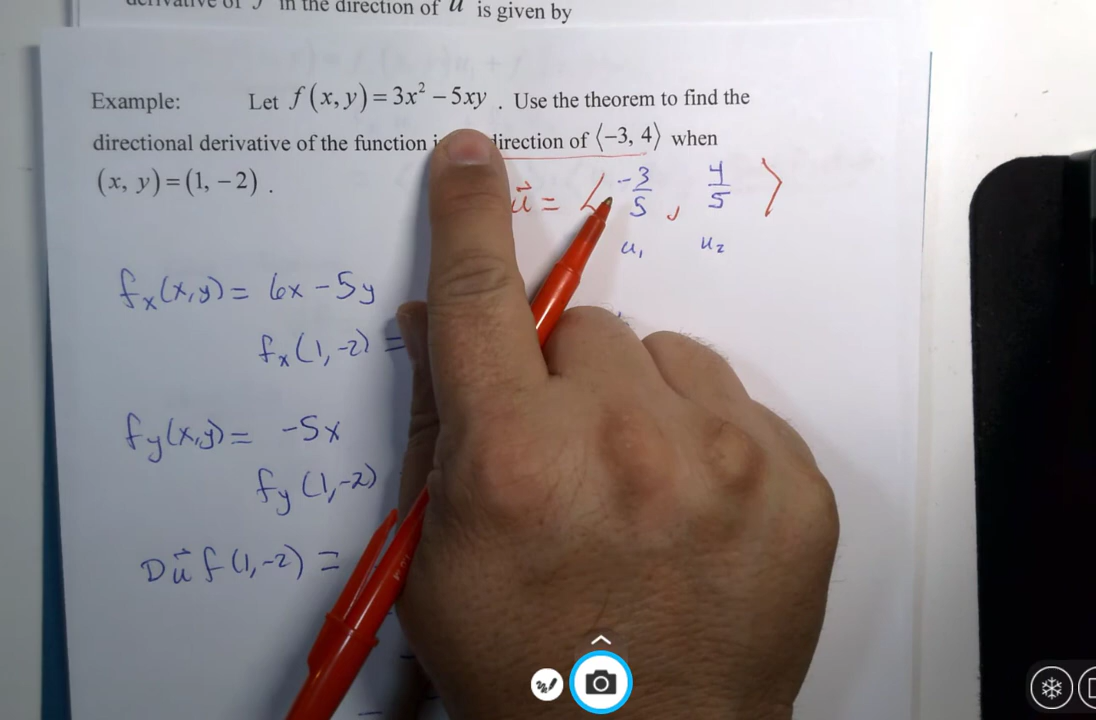 derivative of f in the direction of u is given by
Example: Let f(x, y) = 3x² − 5xy . Use the theorem to find the
directional derivative of the function direction of ⟨−3, 4⟩ when
(x, y) = (1, −2) .
u⃗ = ⟨ -3/5 , 4/5 ⟩
u₁ u₂
fx(x,y) = 6x − 5y
fx(1,−2) =
fy(x,y) = −5x
fy(1,−2)
Du⃗ f(1,−2) =